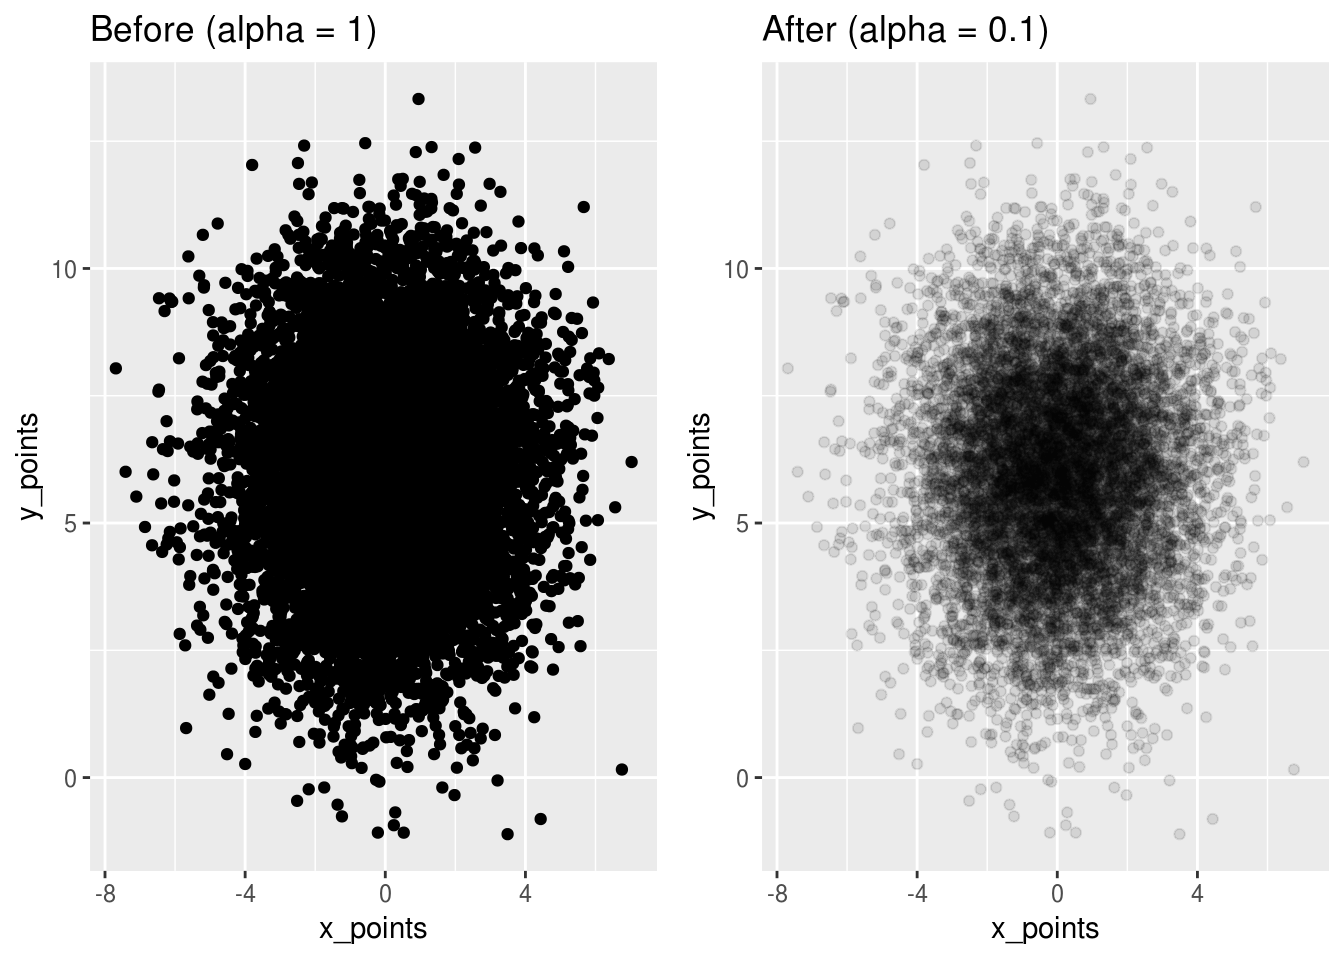 Before (alpha = 1)
y_points
10
5
0
-8 -4 0 4
x_points
After (alpha = 0.1)
y_points
10
5
0
-8 -4 0 4
x_points